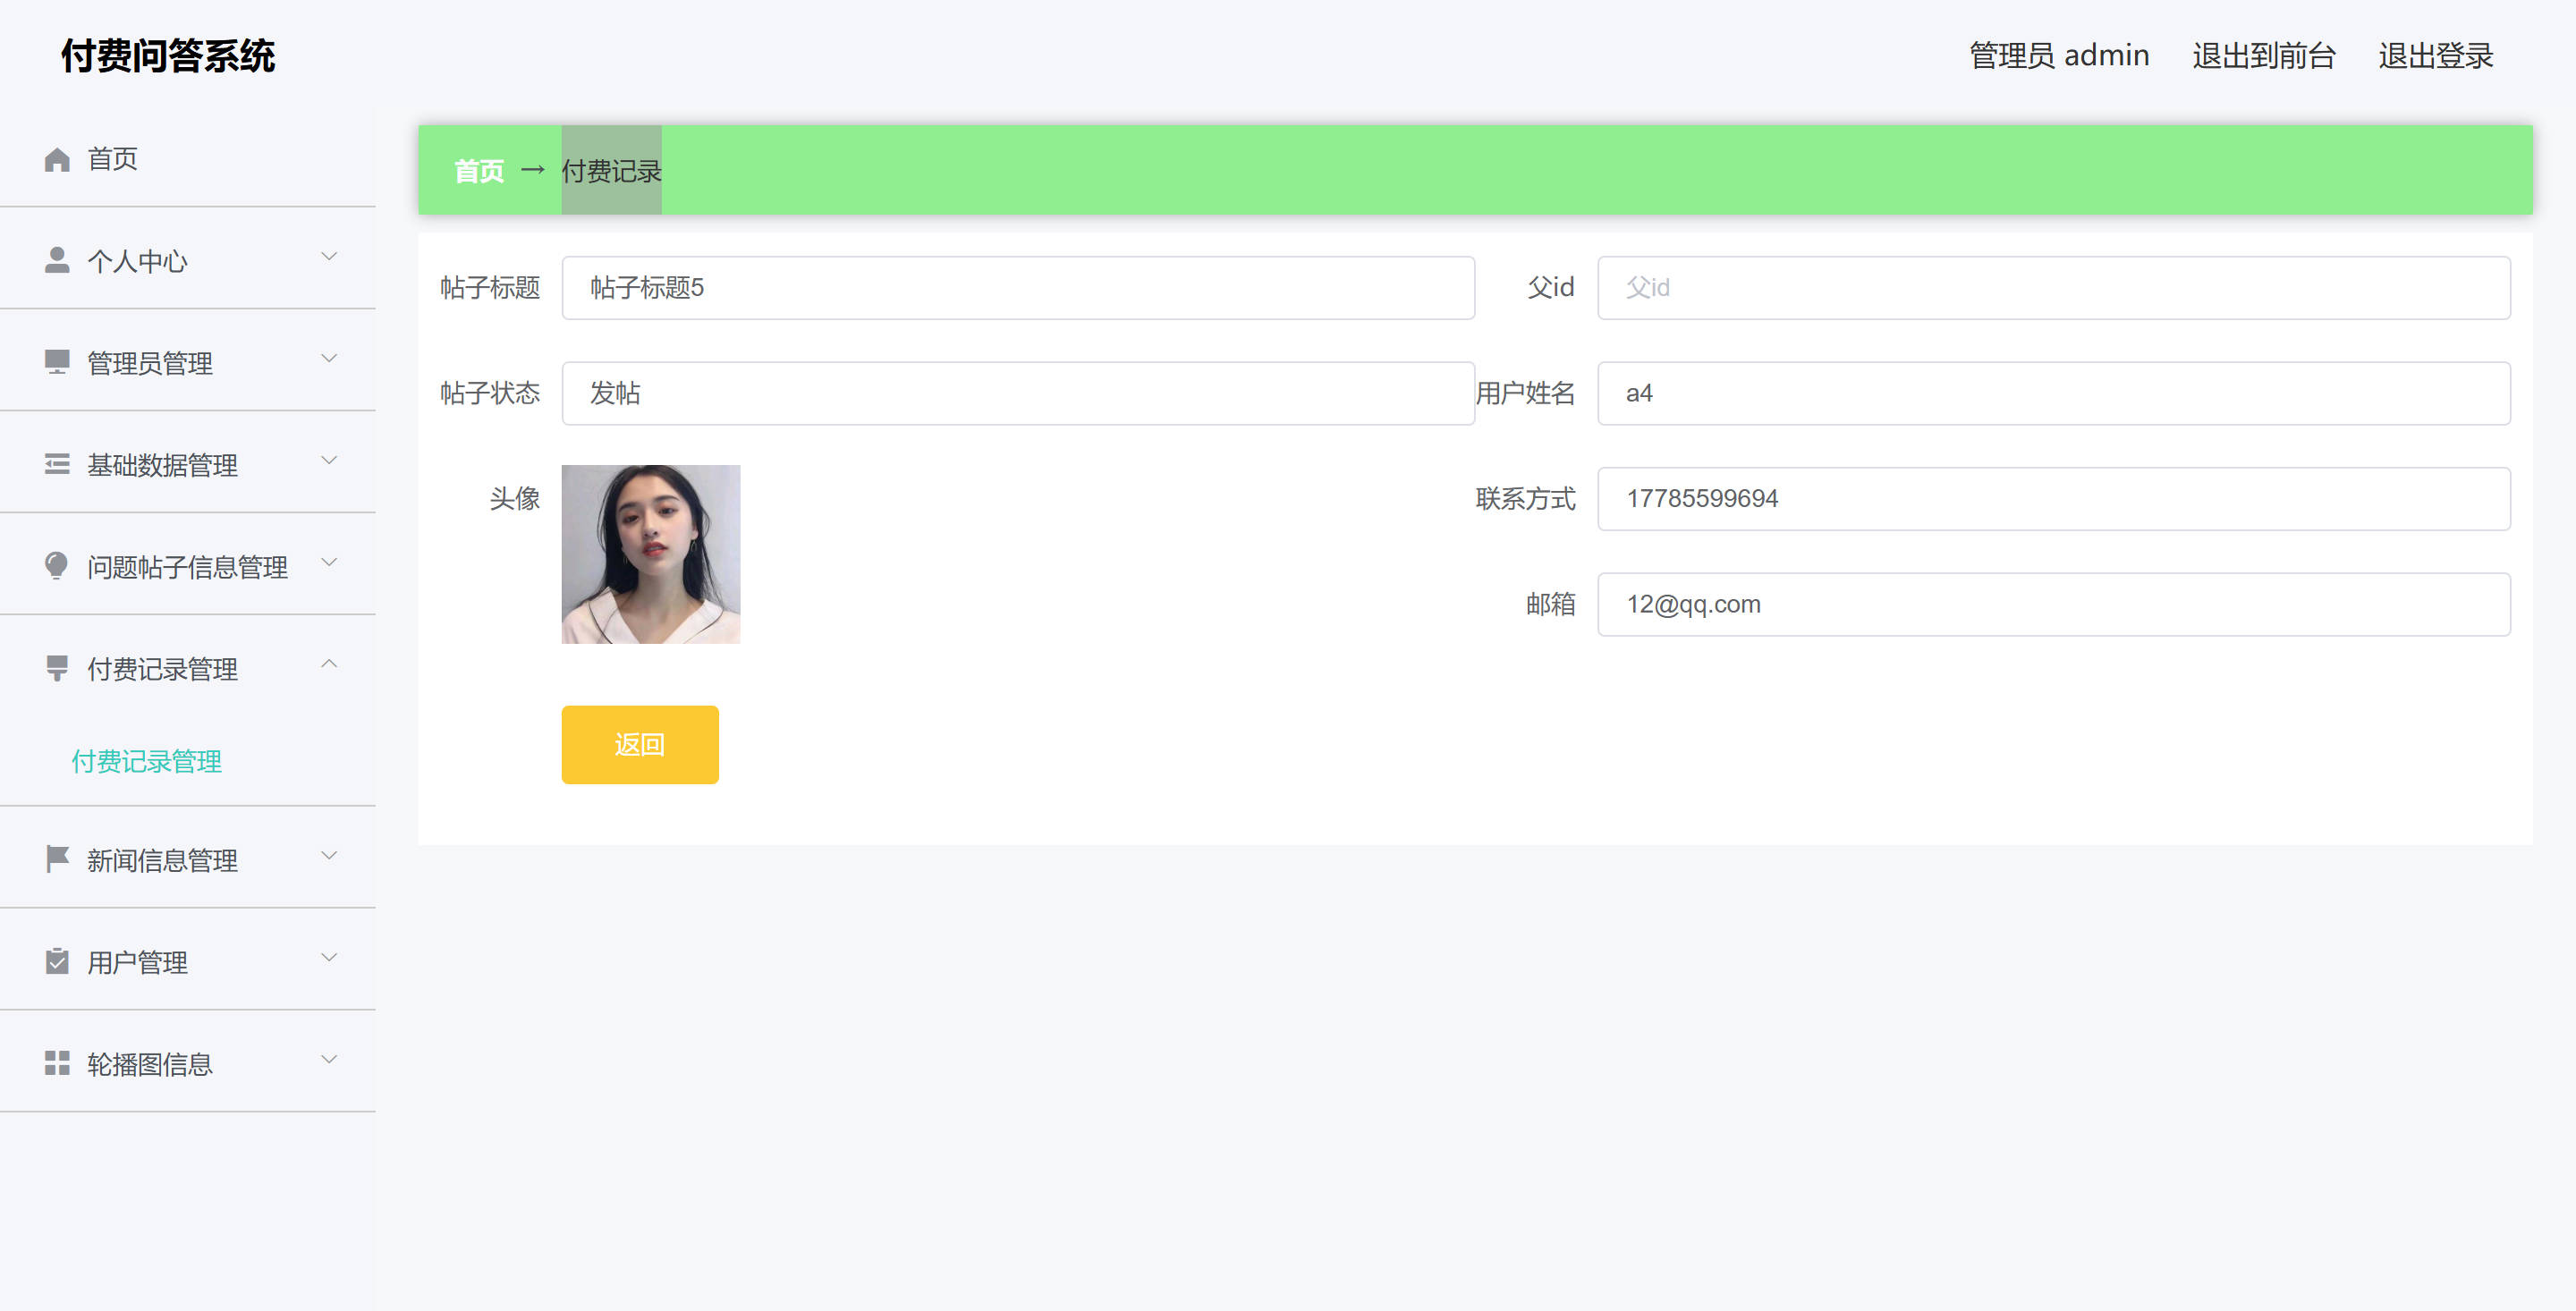 付费问答系统
管理员 admin 退出到前台 退出登录
首页
个人中心
管理员管理
基础数据管理
问题帖子信息管理
付费记录管理
付费记录管理
新闻信息管理
用户管理
轮播图信息
首页 → 付费记录
帖子标题 帖子标题5
父id 父id
帖子状态 发帖
用户姓名 a4
头像
联系方式 17785599694
邮箱 12@qq.com
返回